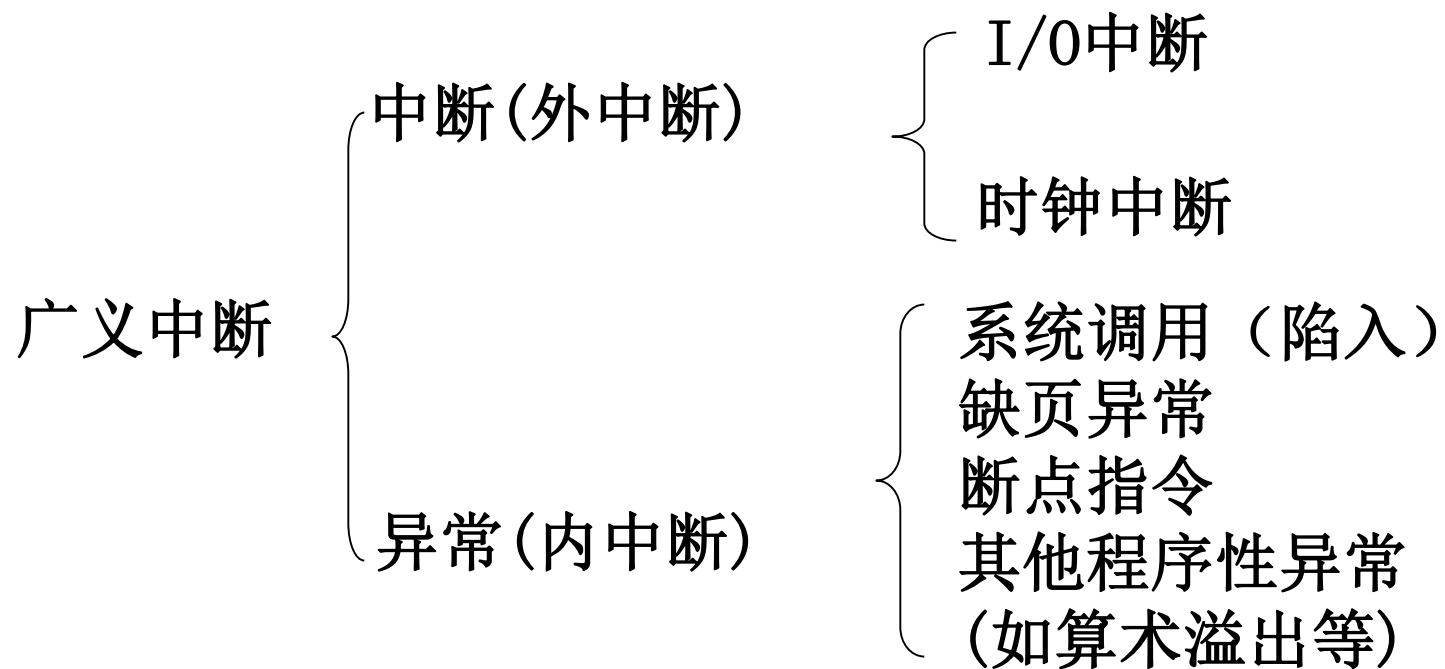 I/O中断
中断(外中断)
时钟中断
广义中断
系统调用（陷入）
缺页异常
断点指令
异常(内中断)
其他程序性异常
(如算术溢出等)